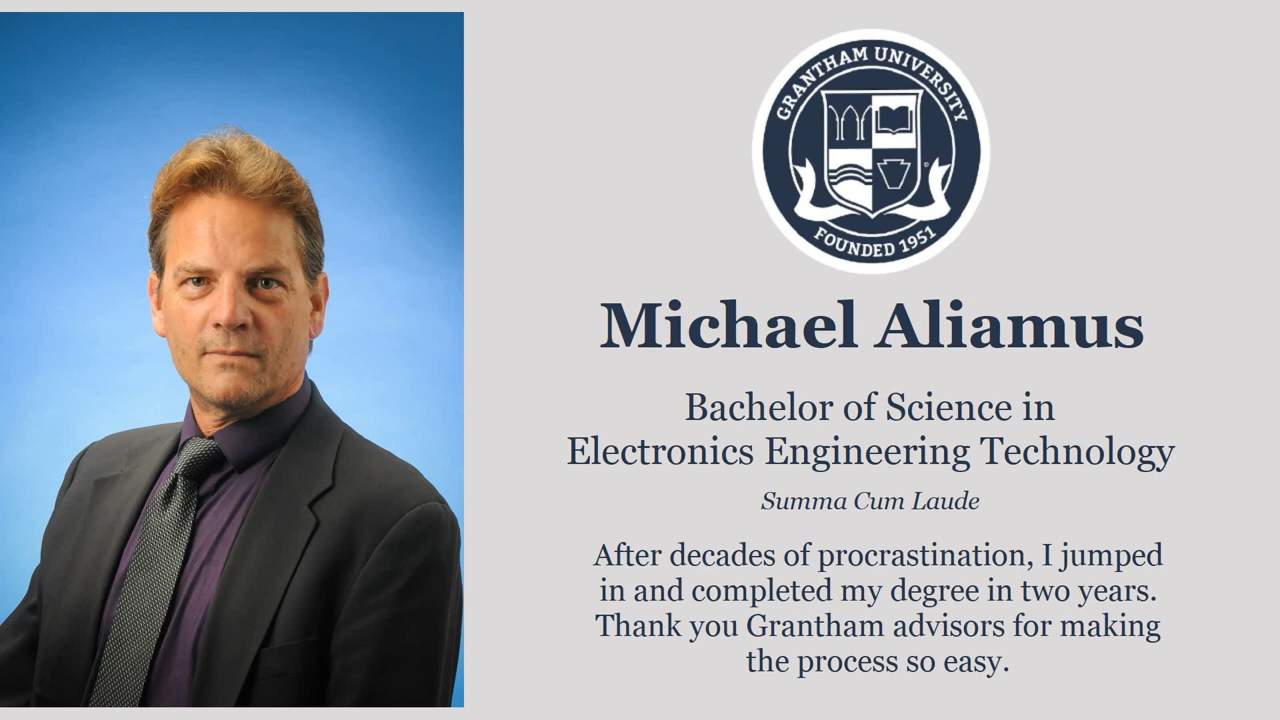 GRANTHAM UNIVERSITY
FOUNDED 1951
Michael Aliamus
Bachelor of Science in
Electronics Engineering Technology
Summa Cum Laude
After decades of procrastination, I jumped
in and completed my degree in two years.
Thank you Grantham advisors for making
the process so easy.